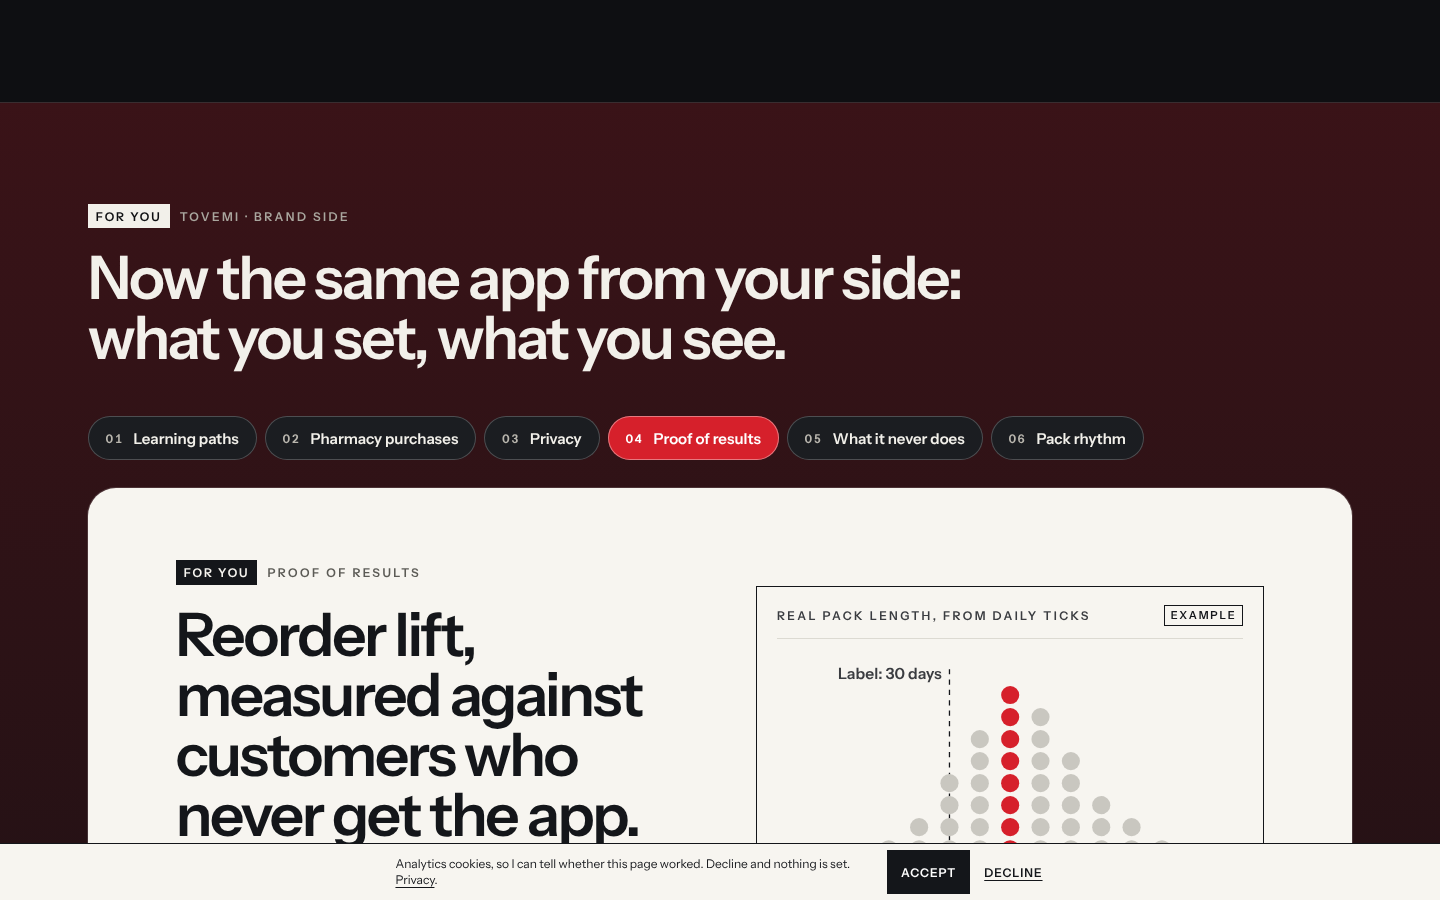 FOR YOU TOVEMI · BRAND SIDE
Now the same app from your side:
what you set, what you see.
01 Learning paths
02 Pharmacy purchases
03 Privacy
04 Proof of results
05 What it never does
06 Pack rhythm
FOR YOU PROOF OF RESULTS
Reorder lift,
measured against
customers who
never get the app.
REAL PACK LENGTH, FROM DAILY TICKS
EXAMPLE
Label: 30 days
Analytics cookies, so I can tell whether this page worked. Decline and nothing is set.
Privacy.
ACCEPT
DECLINE